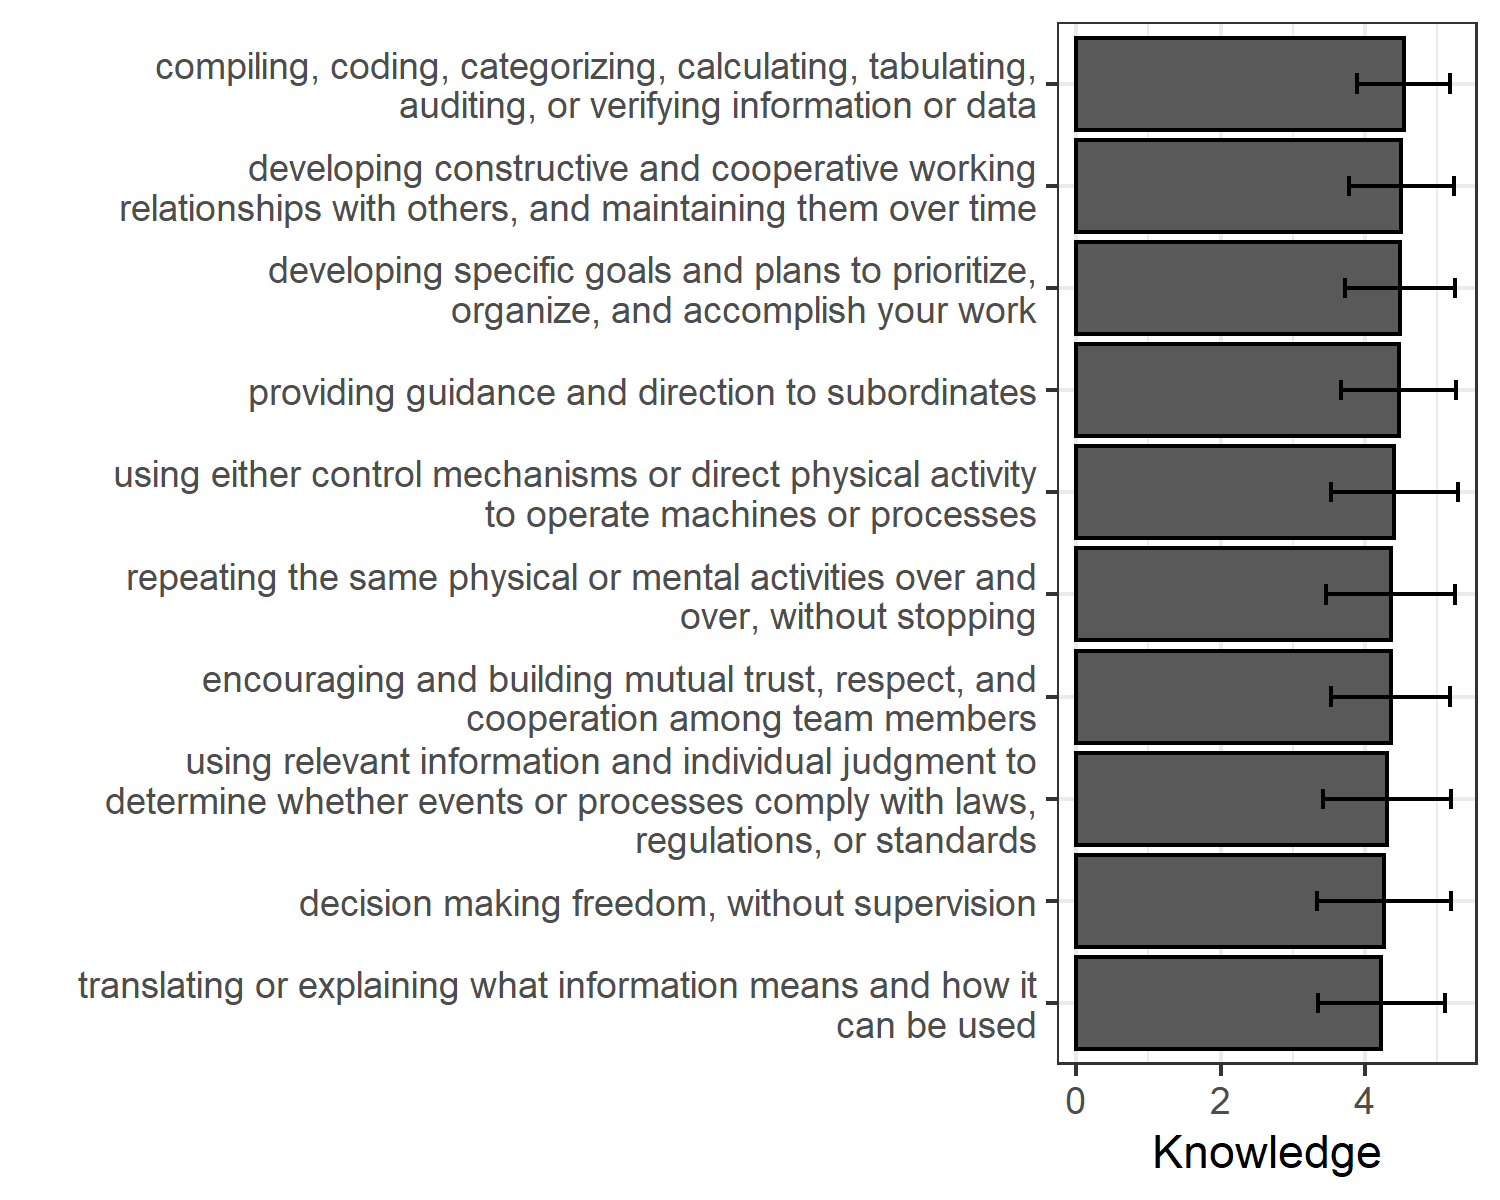 compiling, coding, categorizing, calculating, tabulating,
auditing, or verifying information or data
developing constructive and cooperative working
relationships with others, and maintaining them over time
developing specific goals and plans to prioritize,
organize, and accomplish your work
providing guidance and direction to subordinates
using either control mechanisms or direct physical activity
to operate machines or processes
repeating the same physical or mental activities over and
over, without stopping
encouraging and building mutual trust, respect, and
cooperation among team members
using relevant information and individual judgment to
determine whether events or processes comply with laws,
regulations, or standards
decision making freedom, without supervision
translating or explaining what information means and how it
can be used
0 2 4
Knowledge